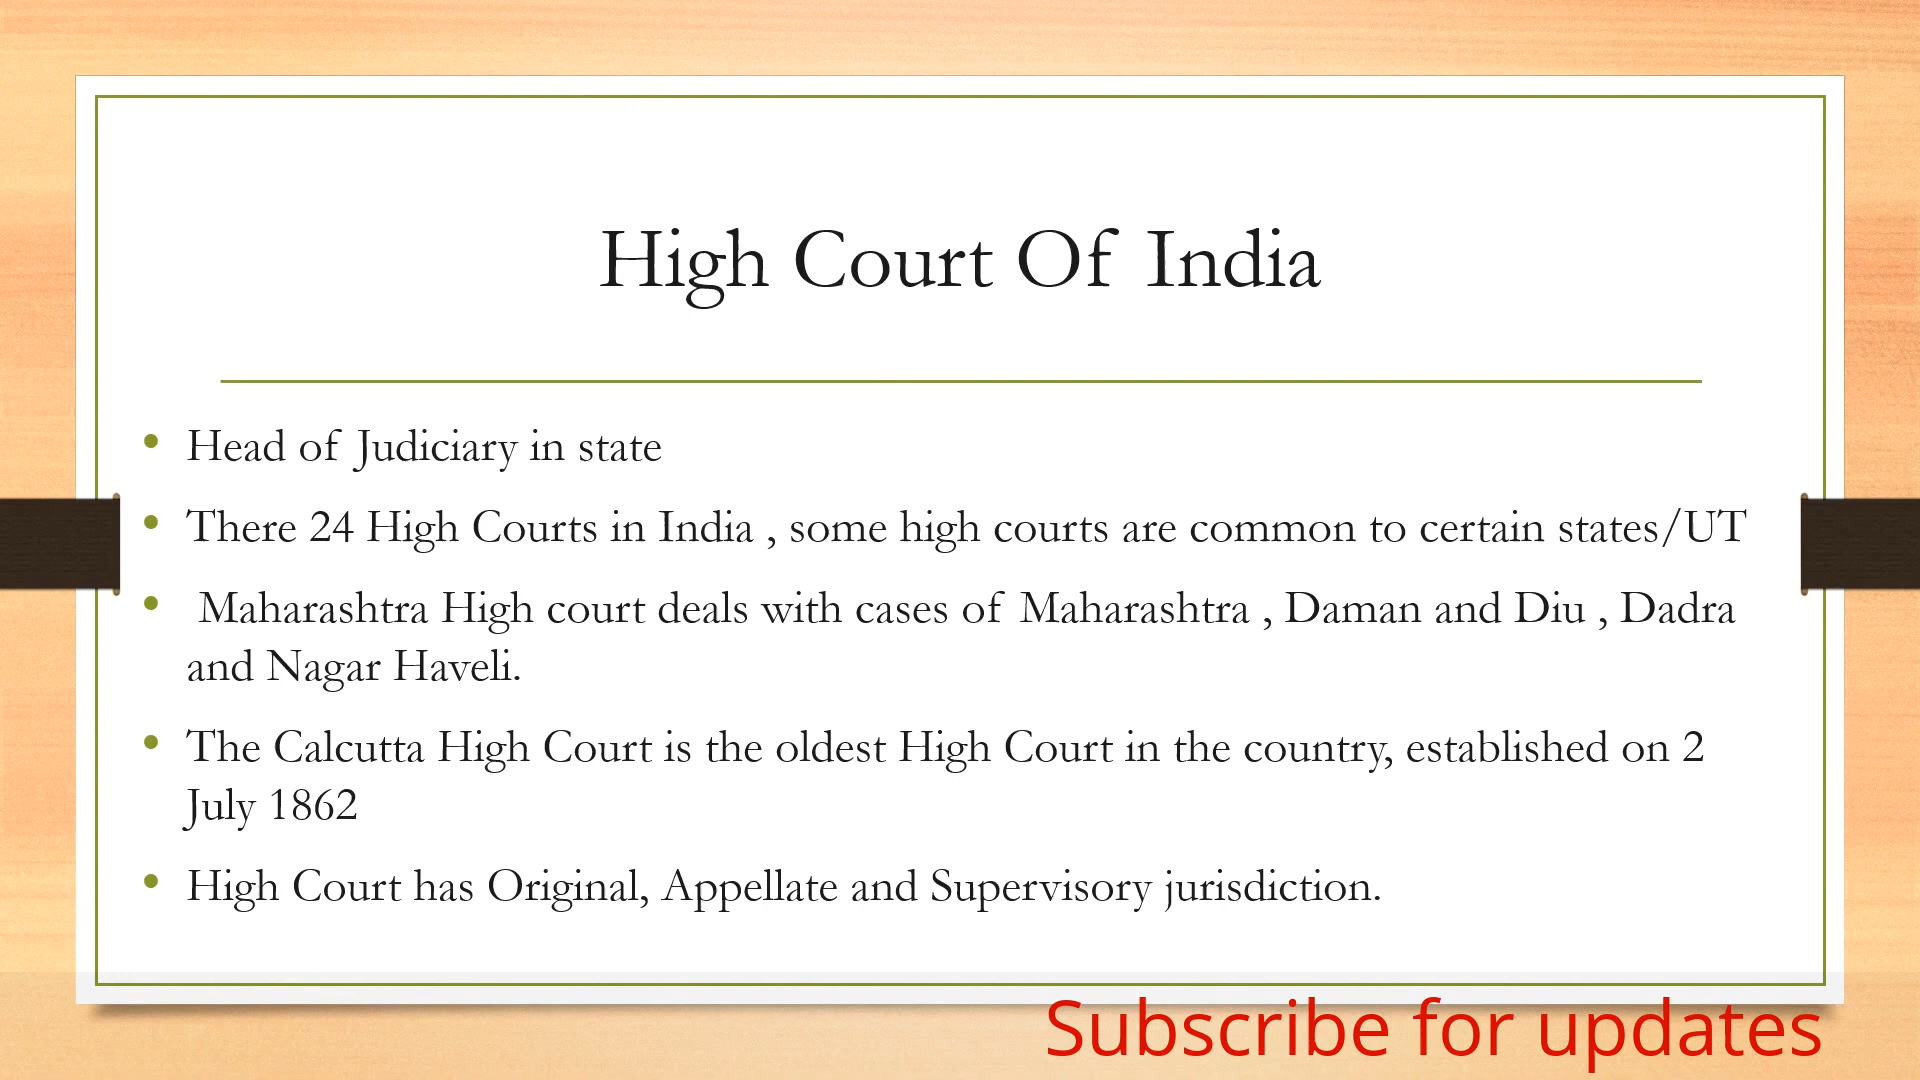 High Court Of India
• Head of Judiciary in state
• There 24 High Courts in India , some high courts are common to certain states/UT
• Maharashtra High court deals with cases of Maharashtra , Daman and Diu , Dadra
and Nagar Haveli.
• The Calcutta High Court is the oldest High Court in the country, established on 2
July 1862
• High Court has Original, Appellate and Supervisory jurisdiction.
Subscribe for updates